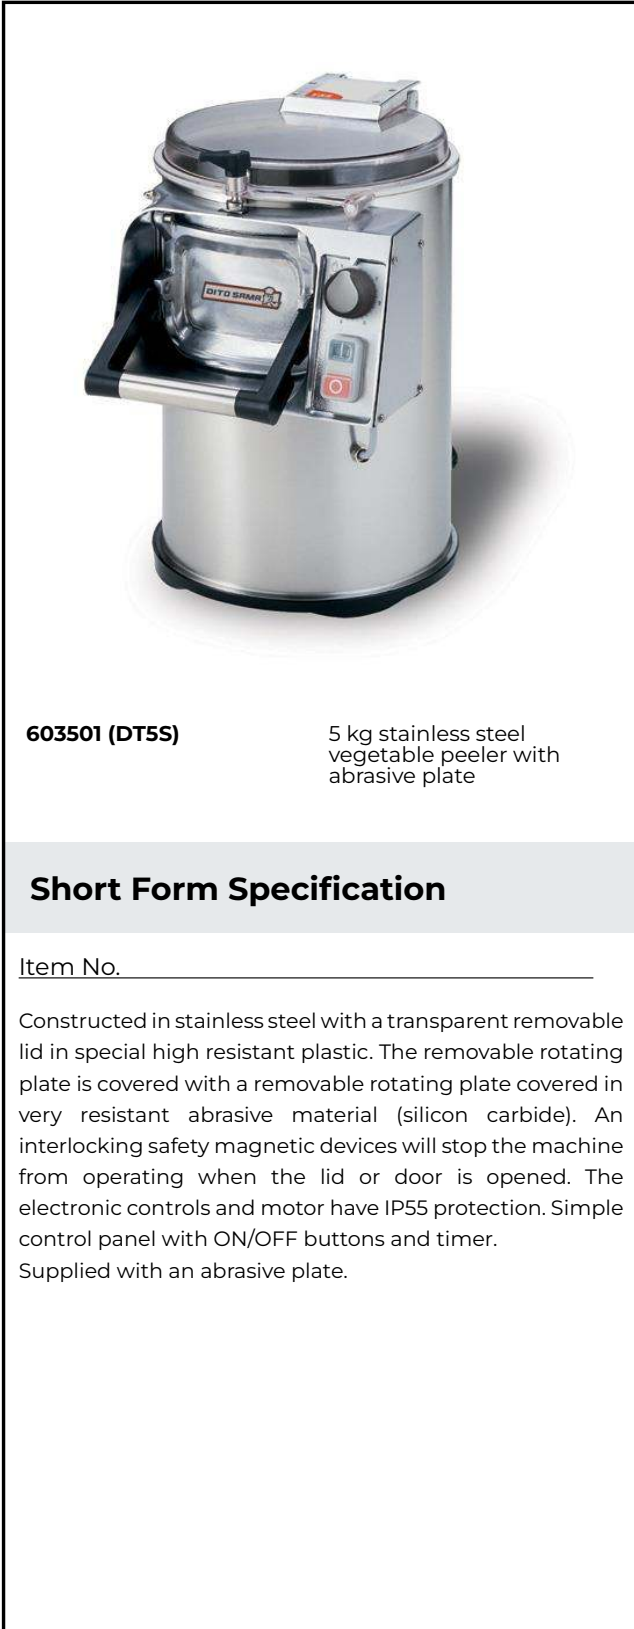 DITO SAMA
603501 (DT5S)
5 kg stainless steel
vegetable peeler with
abrasive plate
Short Form Specification
Item No.
Constructed in stainless steel with a transparent removable
lid in special high resistant plastic. The removable rotating
plate is covered with a removable rotating plate covered in
very resistant abrasive material (silicon carbide). An
interlocking safety magnetic devices will stop the machine
from operating when the lid or door is opened. The
electronic controls and motor have IP55 protection. Simple
control panel with ON/OFF buttons and timer.
Supplied with an abrasive plate.